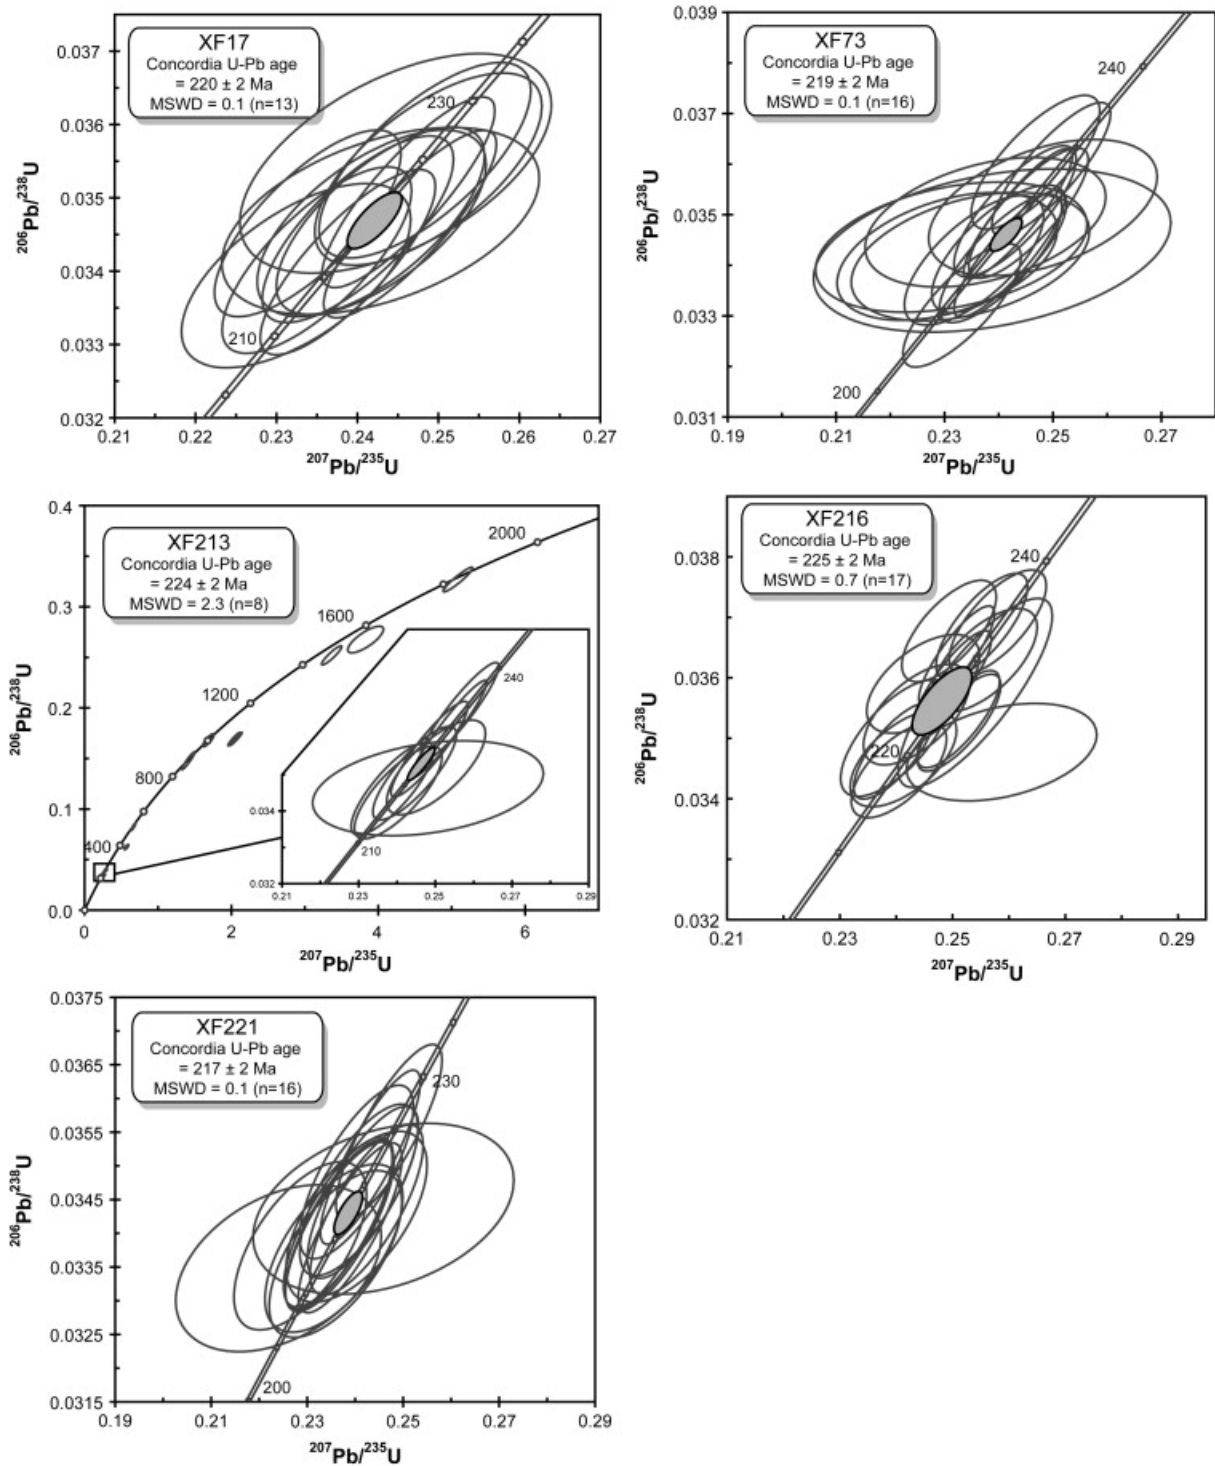 XF17
Concordia U-Pb age
= 220 ± 2 Ma
MSWD = 0.1 (n=13)
0.037
0.036
0.035
0.034
0.033
0.032
230
210
0.21 0.22 0.23 0.24 0.25 0.26 0.27
²⁰⁶Pb/²³⁸U
²⁰⁷Pb/²³⁵U
XF73
Concordia U-Pb age
= 219 ± 2 Ma
MSWD = 0.1 (n=16)
0.039
0.037
0.035
0.033
0.031
240
200
0.19 0.21 0.23 0.25 0.27
²⁰⁶Pb/²³⁸U
²⁰⁷Pb/²³⁵U
XF213
Concordia U-Pb age
= 224 ± 2 Ma
MSWD = 2.3 (n=8)
0.4
0.3
0.2
0.1
0.0
2000
1600
1200
800
400
240
210
0.034
0.032
0.21 0.23 0.25 0.27 0.29
0 2 4 6
²⁰⁶Pb/²³⁸U
²⁰⁷Pb/²³⁵U
XF216
Concordia U-Pb age
= 225 ± 2 Ma
MSWD = 0.7 (n=17)
0.038
0.036
0.034
0.032
240
220
0.21 0.23 0.25 0.27 0.29
²⁰⁶Pb/²³⁸U
²⁰⁷Pb/²³⁵U
XF221
Concordia U-Pb age
= 217 ± 2 Ma
MSWD = 0.1 (n=16)
0.0375
0.0365
0.0355
0.0345
0.0335
0.0325
0.0315
230
200
0.19 0.21 0.23 0.25 0.27 0.29
²⁰⁶Pb/²³⁸U
²⁰⁷Pb/²³⁵U